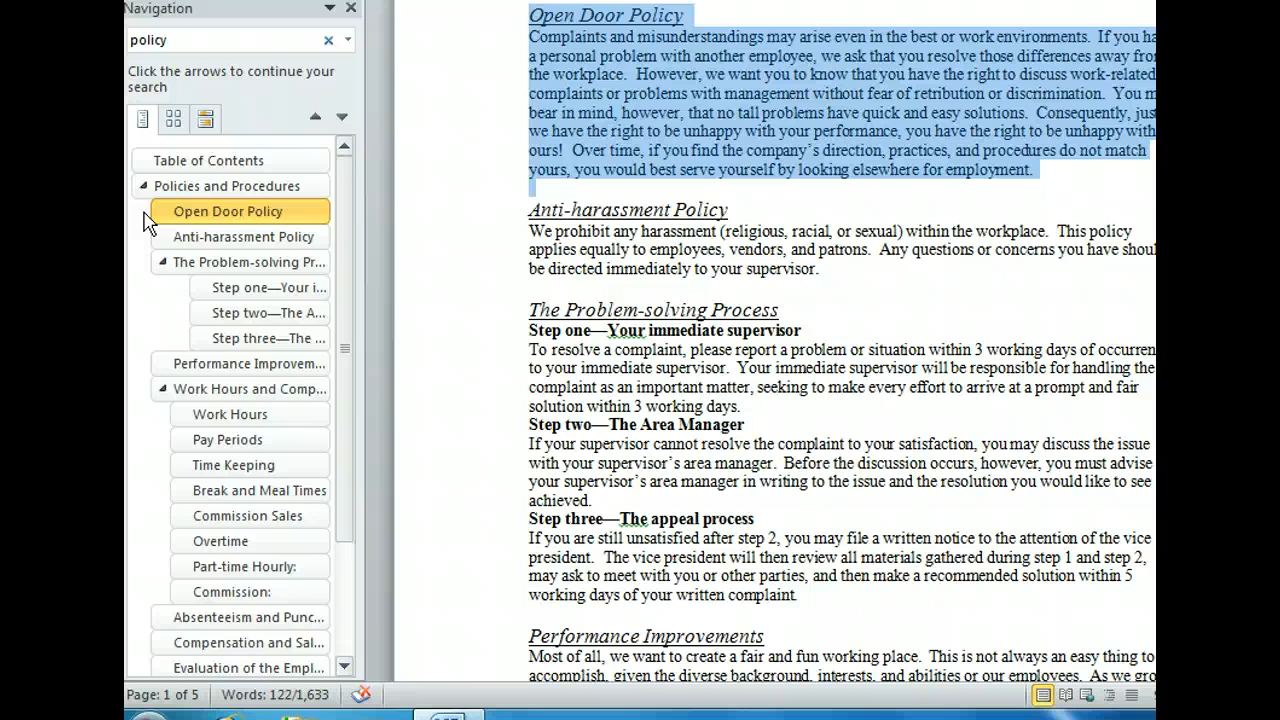 Navigation
policy
Click the arrows to continue your
search
Table of Contents
Policies and Procedures
Open Door Policy
Anti-harassment Policy
The Problem-solving Pr...
Step one—Your i...
Step two—The A...
Step three—The ...
Performance Improvem...
Work Hours and Comp...
Work Hours
Pay Periods
Time Keeping
Break and Meal Times
Commission Sales
Overtime
Part-time Hourly:
Commission:
Absenteeism and Punc...
Compensation and Sal...
Evaluation of the Empl...
Page: 1 of 5 Words: 122/1,633
Open Door Policy
Complaints and misunderstandings may arise even in the best or work environments. If you ha
a personal problem with another employee, we ask that you resolve those differences away from
the workplace. However, we want you to know that you have the right to discuss work-related
complaints or problems with management without fear of retribution or discrimination. You m
bear in mind, however, that no tall problems have quick and easy solutions. Consequently, just
we have the right to be unhappy with your performance, you have the right to be unhappy with
ours! Over time, if you find the company's direction, practices, and procedures do not match
yours, you would best serve yourself by looking elsewhere for employment.
Anti-harassment Policy
We prohibit any harassment (religious, racial, or sexual) within the workplace. This policy
applies equally to employees, vendors, and patrons. Any questions or concerns you have shoul
be directed immediately to your supervisor.
The Problem-solving Process
Step one—Your immediate supervisor
To resolve a complaint, please report a problem or situation within 3 working days of occurren
to your immediate supervisor. Your immediate supervisor will be responsible for handling the
complaint as an important matter, seeking to make every effort to arrive at a prompt and fair
solution within 3 working days.
Step two—The Area Manager
If your supervisor cannot resolve the complaint to your satisfaction, you may discuss the issue
with your supervisor's area manager. Before the discussion occurs, however, you must advise
your supervisor's area manager in writing to the issue and the resolution you would like to see
achieved.
Step three—The appeal process
If you are still unsatisfied after step 2, you may file a written notice to the attention of the vice
president. The vice president will then review all materials gathered during step 1 and step 2,
may ask to meet with you or other parties, and then make a recommended solution within 5
working days of your written complaint.
Performance Improvements
Most of all, we want to create a fair and fun working place. This is not always an easy thing to
accomplish, given the diverse background, interests, and abilities or our employees. As we gro